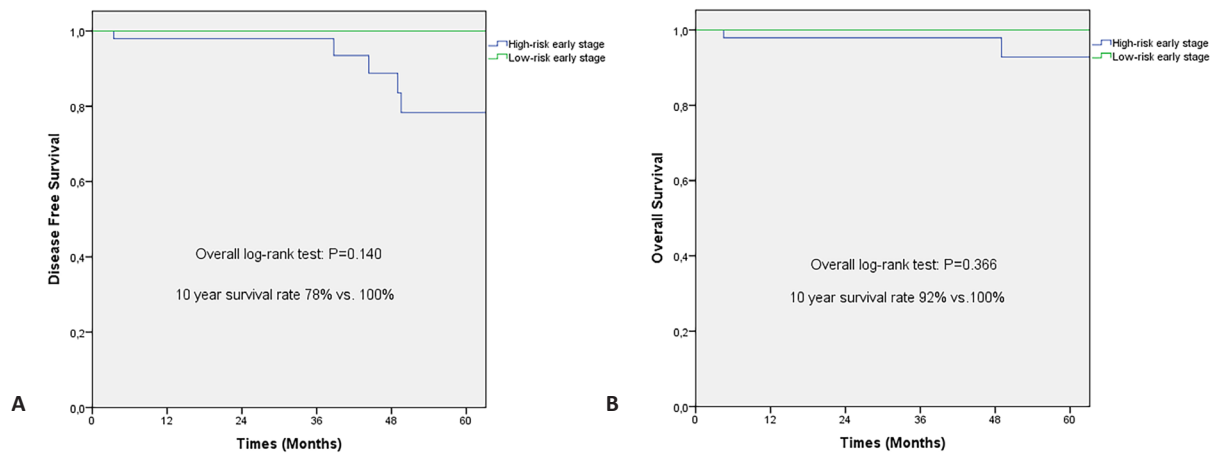 1,0
0,8
0,6
0,4
0,2
0,0
Disease Free Survival
Overall log-rank test: P=0.140
10 year survival rate 78% vs. 100%
0 12 24 36 48 60
Times (Months)
High-risk early stage
Low-risk early stage
A
1,0
0,8
0,6
0,4
0,2
0,0
Overall Survival
Overall log-rank test: P=0.366
10 year survival rate 92% vs.100%
0 12 24 36 48 60
Times (Months)
High-risk early stage
Low-risk early stage
B